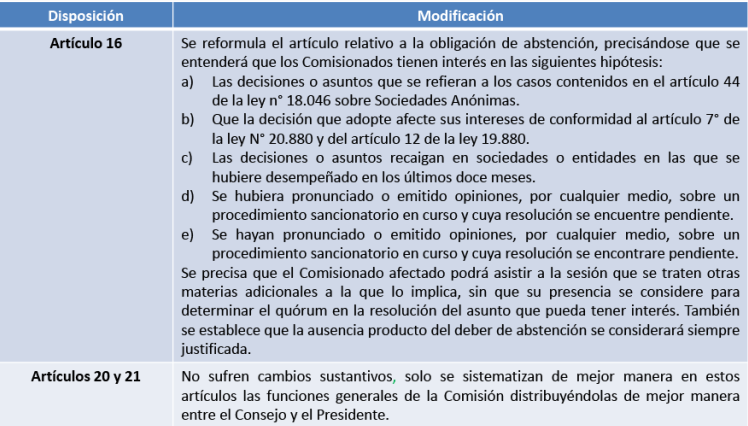 Disposición
Modificación
Artículo 16
Se reformula el artículo relativo a la obligación de abstención, precisándose que se
entenderá que los Comisionados tienen interés en las siguientes hipótesis:
a) Las decisiones o asuntos que se refieran a los casos contenidos en el artículo 44
de la ley n° 18.046 sobre Sociedades Anónimas.
b) Que la decisión que adopte afecte sus intereses de conformidad al artículo 7° de
la ley N° 20.880 y del artículo 12 de la ley 19.880.
c) Las decisiones o asuntos recaigan en sociedades o entidades en las que se
hubiere desempeñado en los últimos doce meses.
d) Se hubiera pronunciado o emitido opiniones, por cualquier medio, sobre un
procedimiento sancionatorio en curso y cuya resolución se encuentre pendiente.
e) Se hayan pronunciado o emitido opiniones, por cualquier medio, sobre un
procedimiento sancionatorio en curso y cuya resolución se encontrare pendiente.
Se precisa que el Comisionado afectado podrá asistir a la sesión que se traten otras
materias adicionales a la que lo implica, sin que su presencia se considere para
determinar el quórum en la resolución del asunto que pueda tener interés. También
se establece que la ausencia producto del deber de abstención se considerará siempre
justificada.
Artículos 20 y 21
No sufren cambios sustantivos, solo se sistematizan de mejor manera en estos
artículos las funciones generales de la Comisión distribuyéndolas de mejor manera
entre el Consejo y el Presidente.